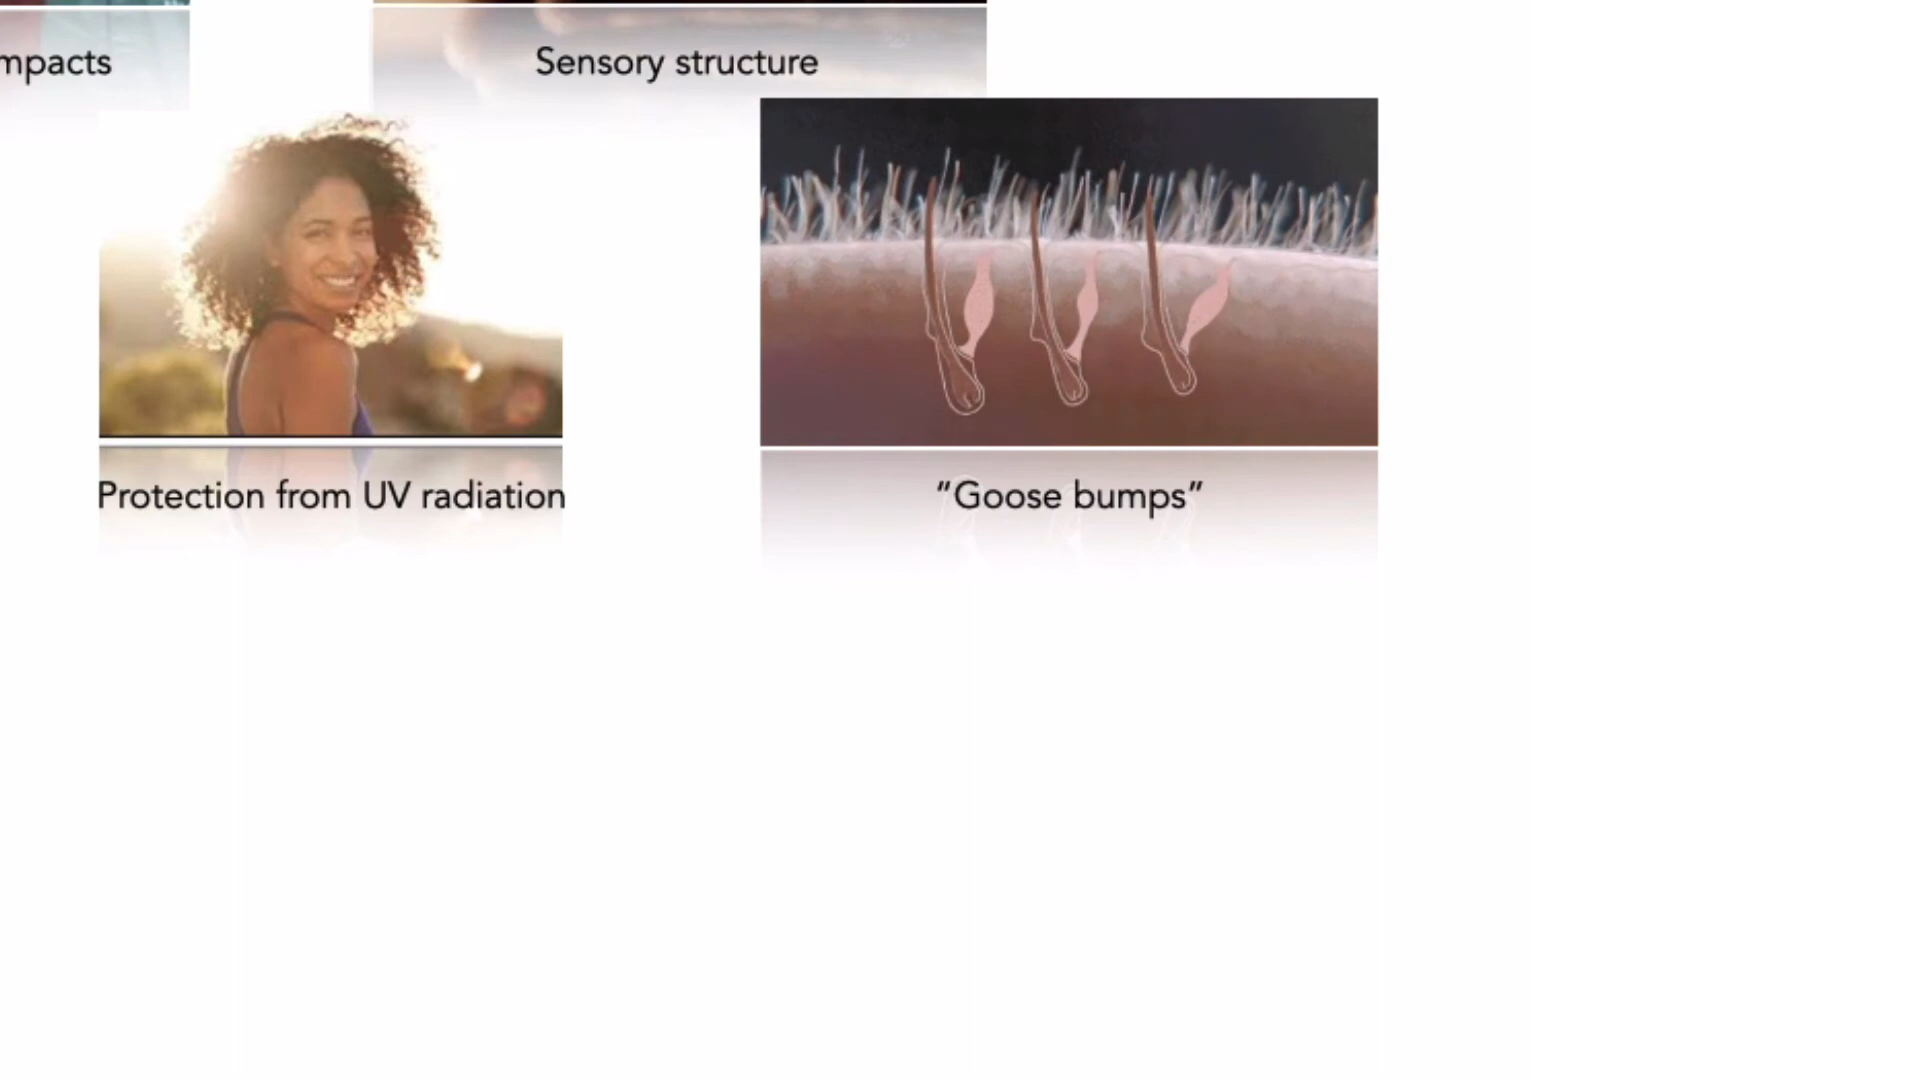 mpacts
Sensory structure
Protection from UV radiation
"Goose bumps"